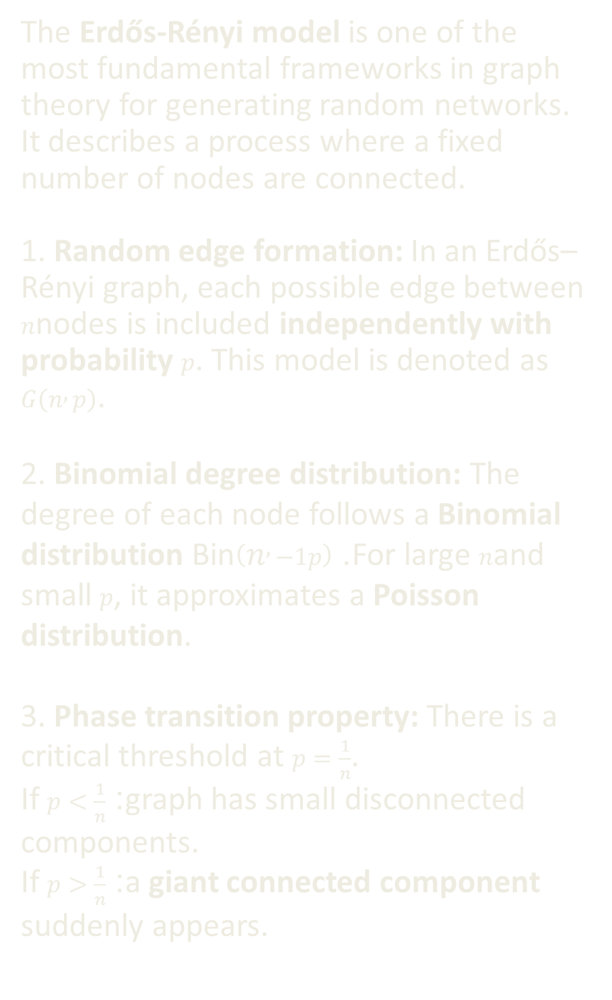 The Erdős-Rényi model is one of the
most fundamental frameworks in graph
theory for generating random networks.
It describes a process where a fixed
number of nodes are connected.
1. Random edge formation: In an Erdős–
Rényi graph, each possible edge between
𝑛nodes is included independently with
probability 𝑝. This model is denoted as
𝐺(𝑛, 𝑝).
2. Binomial degree distribution: The
degree of each node follows a Binomial
distribution Bin(𝑛, −1𝑝) .For large 𝑛and
small 𝑝, it approximates a Poisson
distribution.
3. Phase transition property: There is a
critical threshold at 𝑝 = 1/𝑛.
If 𝑝 < 1/𝑛 :graph has small disconnected
components.
If 𝑝 > 1/𝑛 :a giant connected component
suddenly appears.